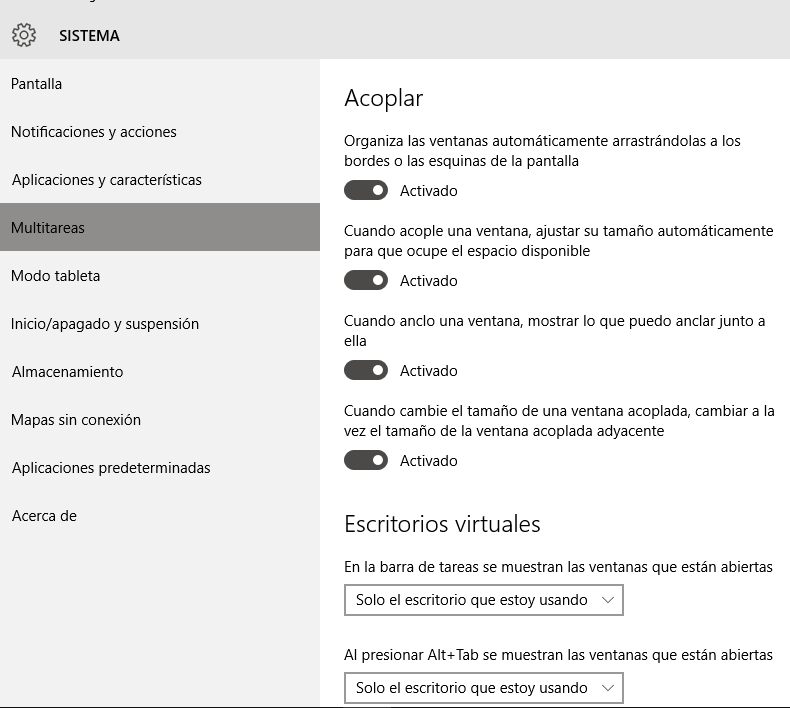 SISTEMA
Pantalla
Notificaciones y acciones
Aplicaciones y características
Multitareas
Modo tableta
Inicio/apagado y suspensión
Almacenamiento
Mapas sin conexión
Aplicaciones predeterminadas
Acerca de
Acoplar
Organiza las ventanas automáticamente arrastrándolas a los
bordes o las esquinas de la pantalla
Activado
Cuando acople una ventana, ajustar su tamaño automáticamente
para que ocupe el espacio disponible
Activado
Cuando anclo una ventana, mostrar lo que puedo anclar junto a
ella
Activado
Cuando cambie el tamaño de una ventana acoplada, cambiar a la
vez el tamaño de la ventana acoplada adyacente
Activado
Escritorios virtuales
En la barra de tareas se muestran las ventanas que están abiertas
Solo el escritorio que estoy usando
Al presionar Alt+Tab se muestran las ventanas que están abiertas
Solo el escritorio que estoy usando